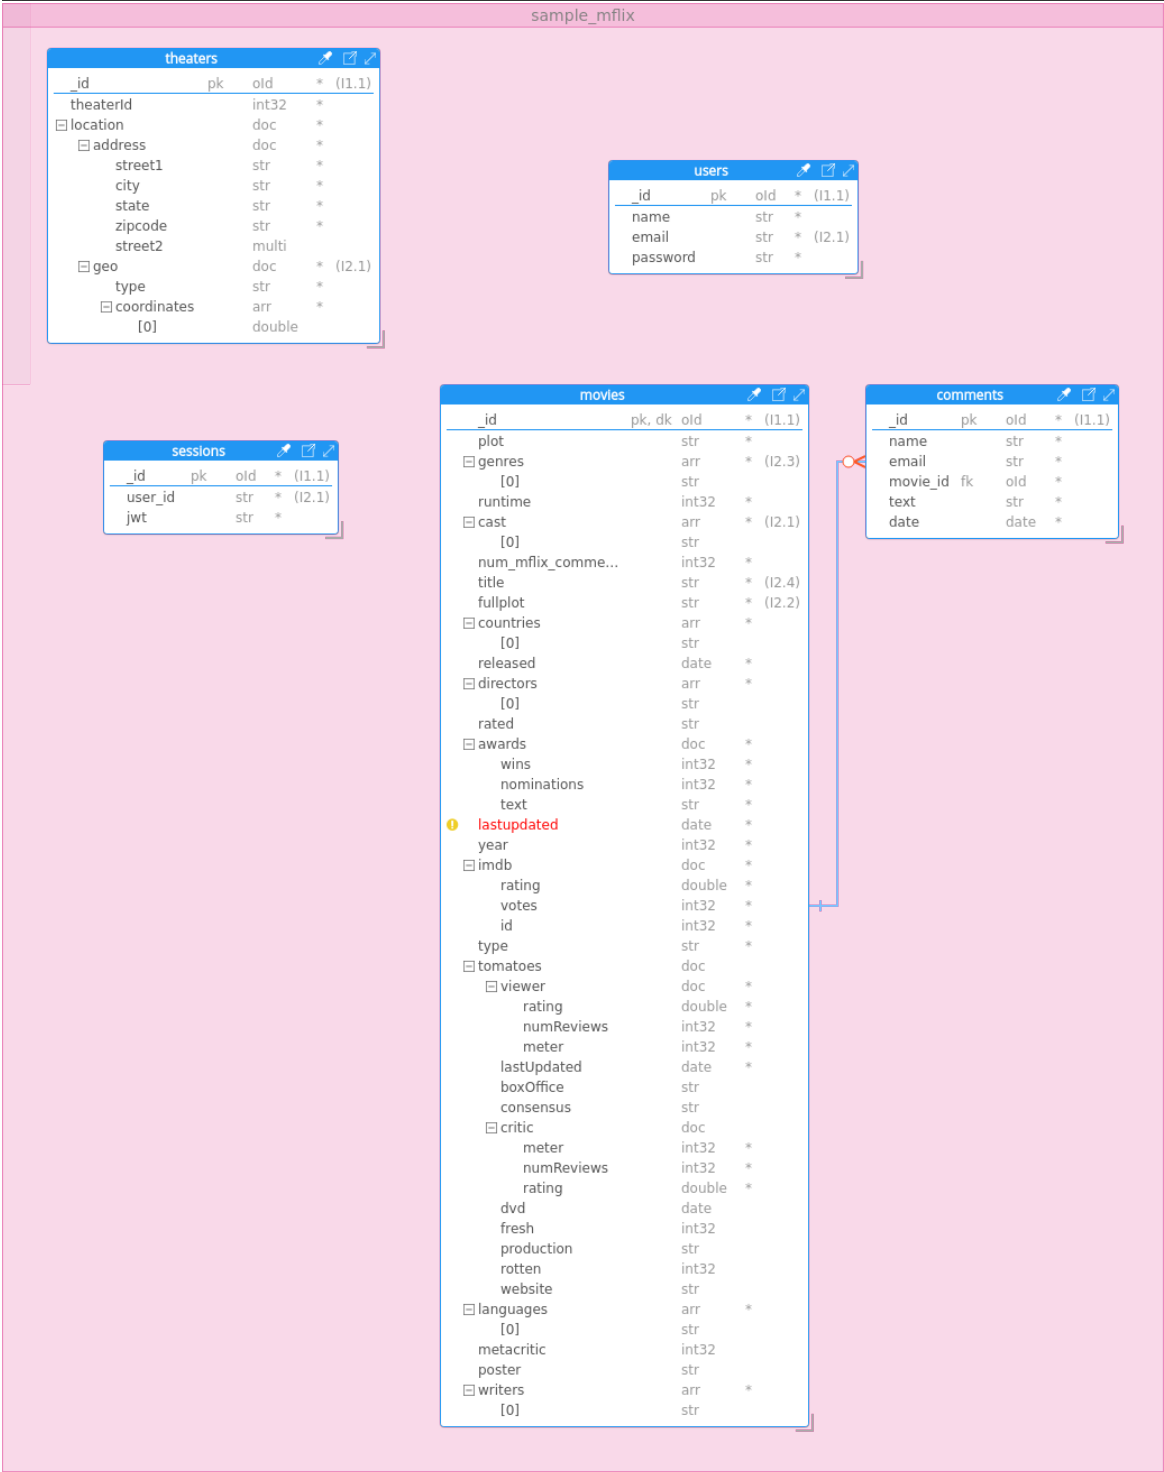 sample_mflix
theaters
_id pk oId * (I1.1)
theaterId int32 *
location doc *
address doc *
street1 str *
city str *
state str *
zipcode str *
street2 multi
geo doc * (I2.1)
type str *
coordinates arr *
[0] double
users
_id pk oId * (I1.1)
name str *
email str * (I2.1)
password str *
sessions
_id pk oId * (I1.1)
user_id str * (I2.1)
jwt str *
movies
_id pk, dk oId * (I1.1)
plot str *
genres arr * (I2.3)
[0] str
runtime int32 *
cast arr * (I2.1)
[0] str
num_mflix_comme... int32 *
title str * (I2.4)
fullplot str * (I2.2)
countries arr *
[0] str
released date *
directors arr *
[0] str
rated str
awards doc *
wins int32 *
nominations int32 *
text str *
lastupdated date *
year int32 *
imdb doc *
rating double *
votes int32 *
id int32 *
type str *
tomatoes doc
viewer doc *
rating double *
numReviews int32 *
meter int32 *
lastUpdated date *
boxOffice str
consensus str
critic doc
meter int32 *
numReviews int32 *
rating double *
dvd date
fresh int32
production str
rotten int32
website str
languages arr *
[0] str
metacritic int32
poster str
writers arr *
[0] str
comments
_id pk oId * (I1.1)
name str *
email str *
movie_id fk oId *
text str *
date date *